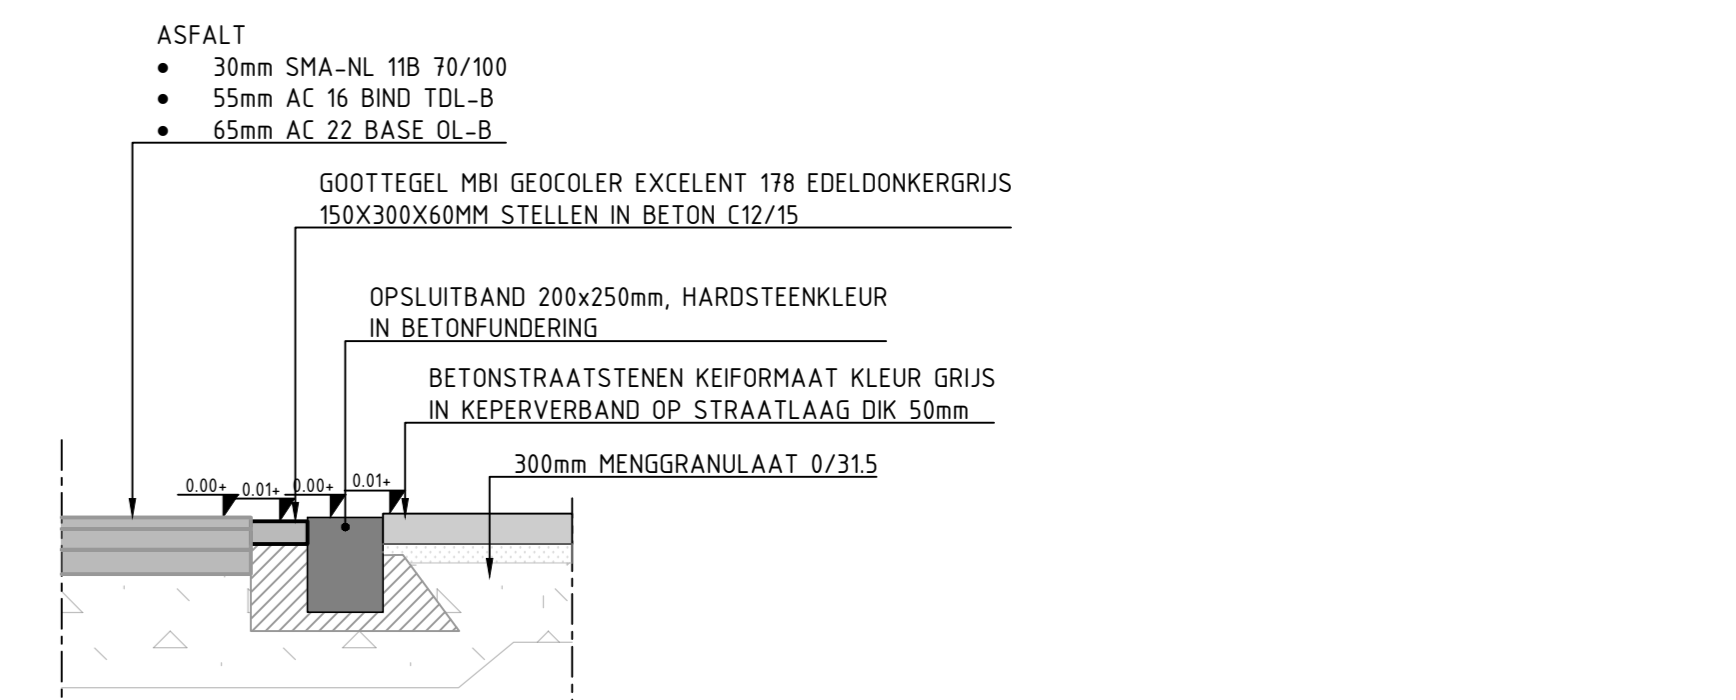 ASFALT
• 30mm SMA-NL 11B 70/100
• 55mm AC 16 BIND TDL-B
• 65mm AC 22 BASE OL-B
GOOTTEGEL MBI GEOCOLER EXCELENT 178 EDELDONKERGRIJS
150X300X60MM STELLEN IN BETON C12/15
OPSLUITBAND 200x250mm, HARDSTEENKLEUR
IN BETONFUNDERING
BETONSTRAATSTENEN KEIFORMAAT KLEUR GRIJS
IN KEPERVERBAND OP STRAATLAAG DIK 50mm
300mm MENGGRANULAAT 0/31.5
0.00+ 0.01+ 0.00+ 0.01+